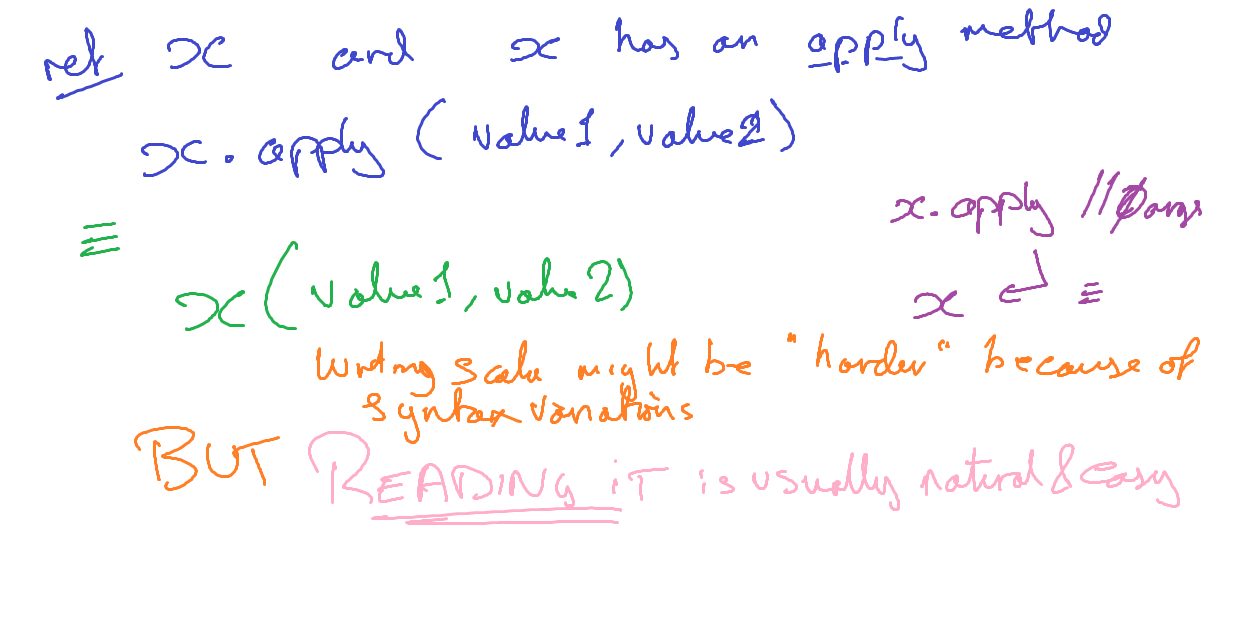 ref x and x has an apply method
x.apply ( value1, value2)
x.apply // 0 args
≡
x (value1, value2)
x ↵ ≡
Writing scala might be "harder" because of
syntax variations
BUT READING iT is usually natural & easy